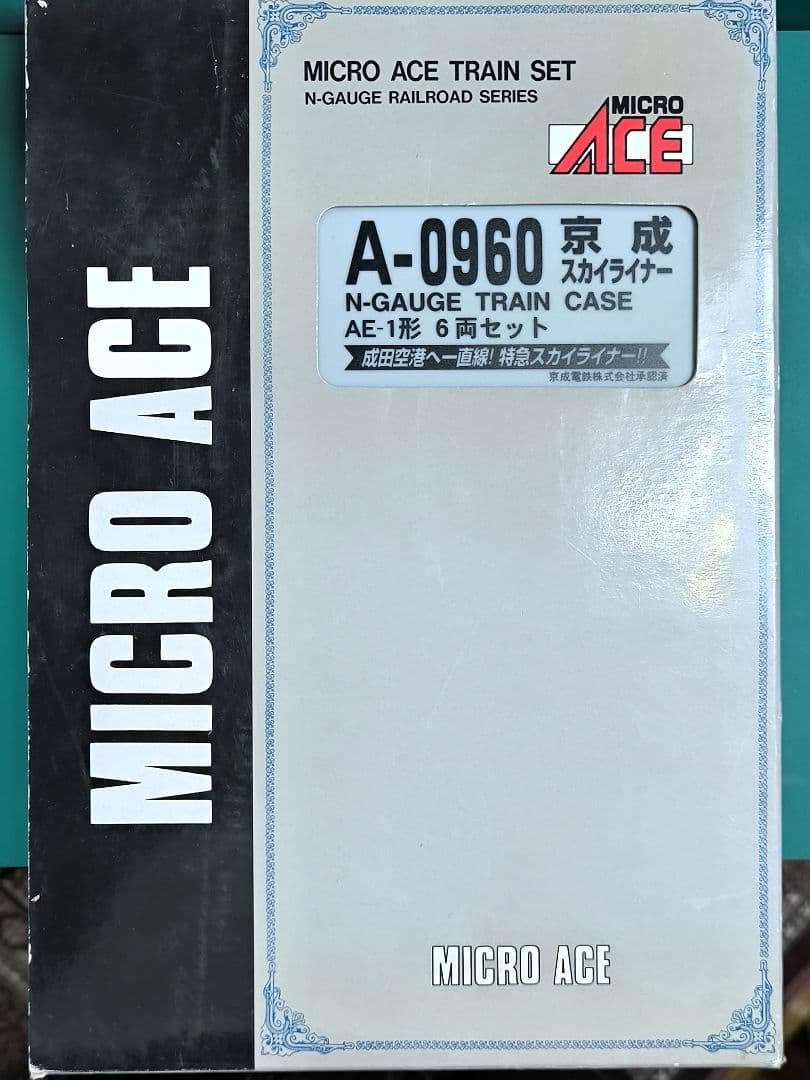 MICRO ACE TRAIN SET
N-GAUGE RAILROAD SERIES
MICRO
ACE
A-0960 京成
スカイライナー
N-GAUGE TRAIN CASE
AE-1形 6両セット
成田空港へ一直線! 特急スカイライナー!!
京成電鉄株式会社承認済
MICRO ACE
MICRO ACE